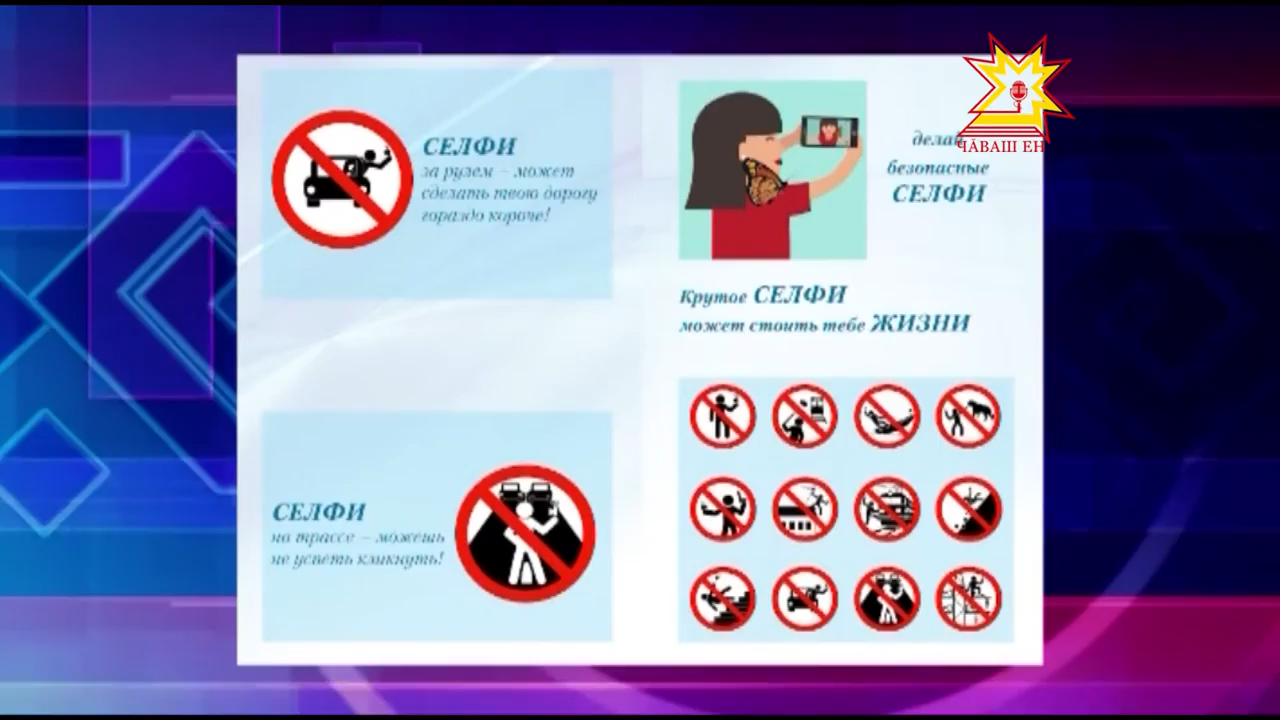 СЕЛФИ
за рулем – может
сделать твою дорогу
гораздо короче!
СЕЛФИ
на трассе – можешь
не успеть кликнуть!
делай
безопасные
СЕЛФИ
Крутое СЕЛФИ
может стоить тебе ЖИЗНИ
ЧӐВАШ ЕН